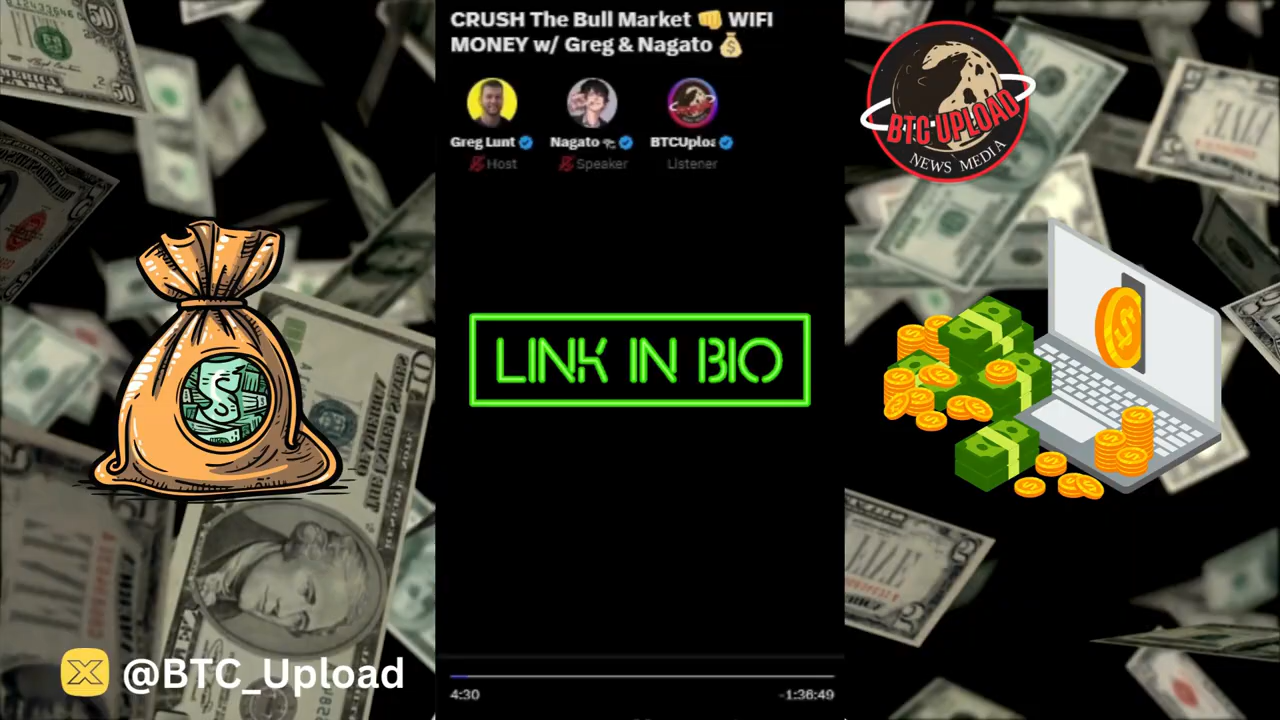 CRUSH The Bull Market 👊 WIFI
MONEY w/ Greg & Nagato 💰
Greg Lunt
Host
Nagato
Speaker
BTCUploa
Listener
BTC UPLOAD
NEWS MEDIA
LINK IN BIO
@BTC_Upload
4:30
-1:36:49